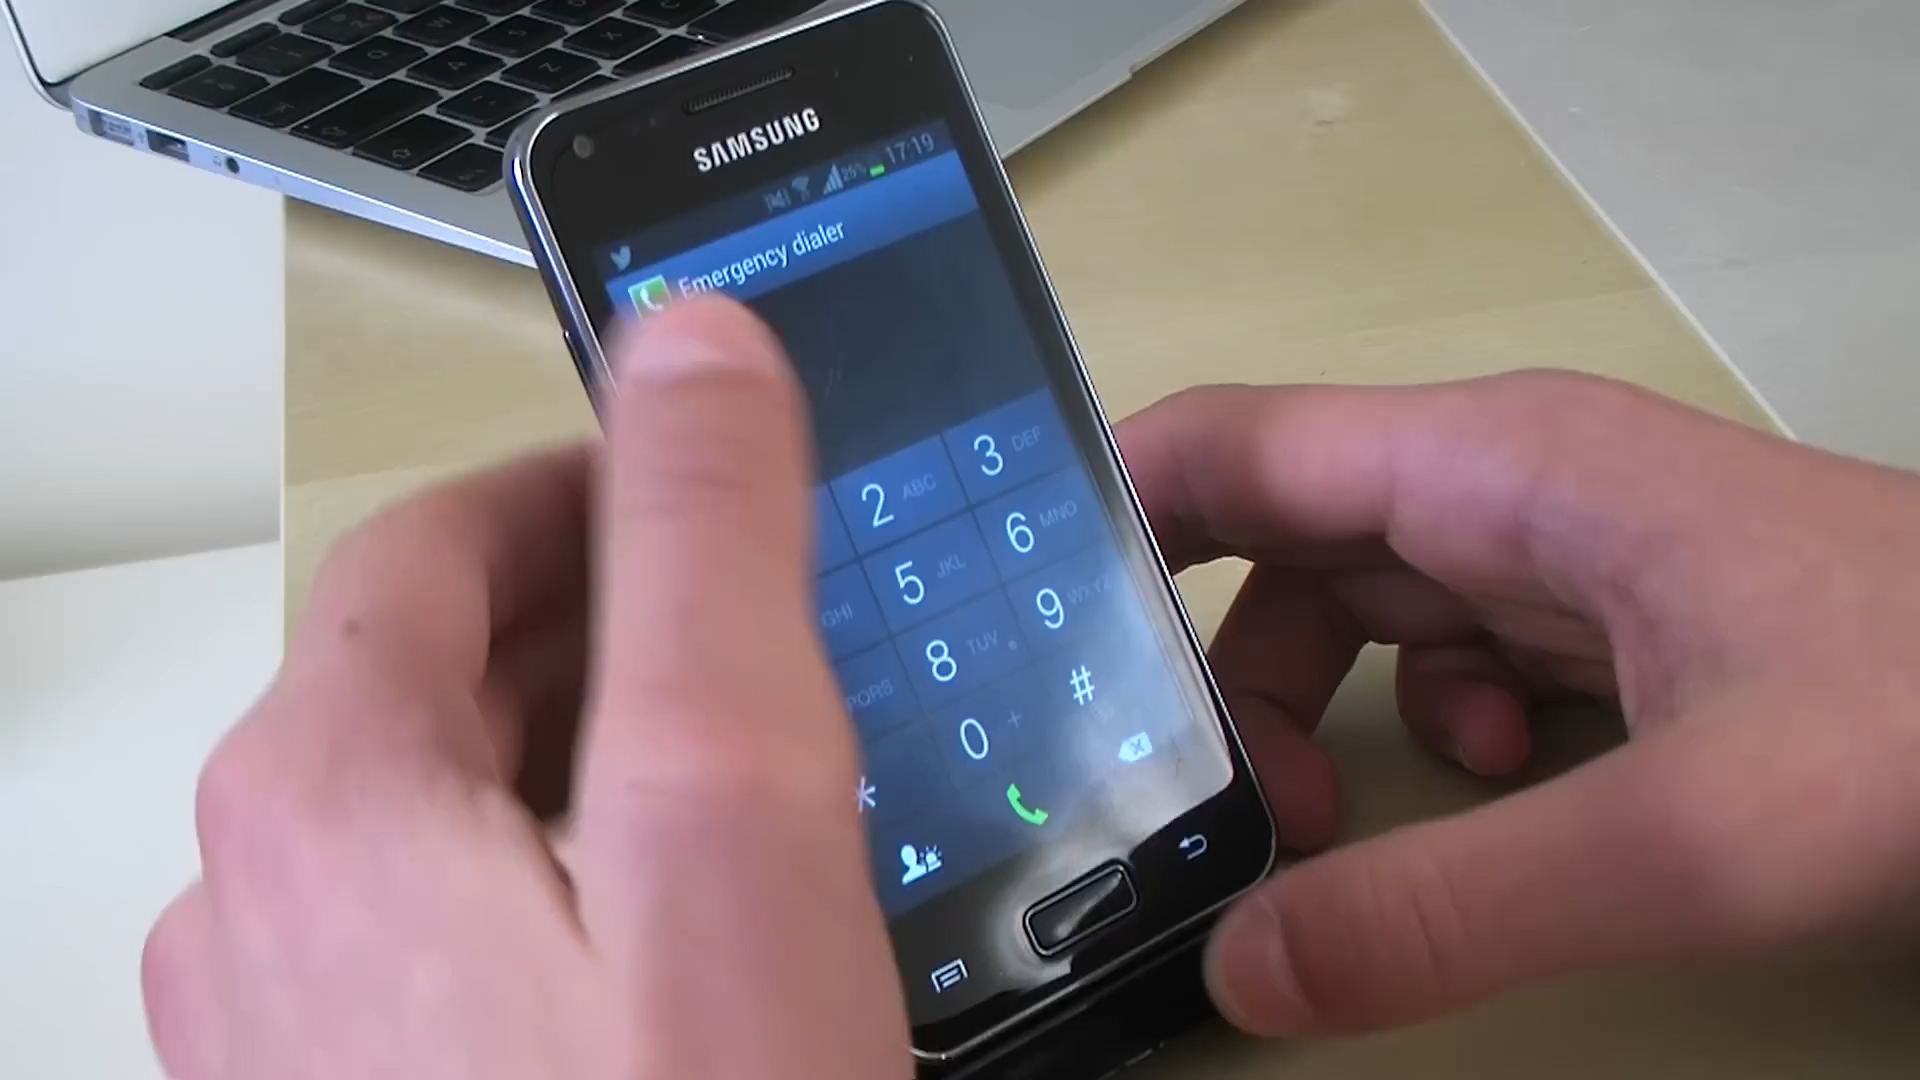 SAMSUNG
25% 17:19
Emergency dialer
2 ABC 3 DEF
GHI 5 JKL 6 MNO
PQRS 8 TUV 9 WXYZ
* 0 + #